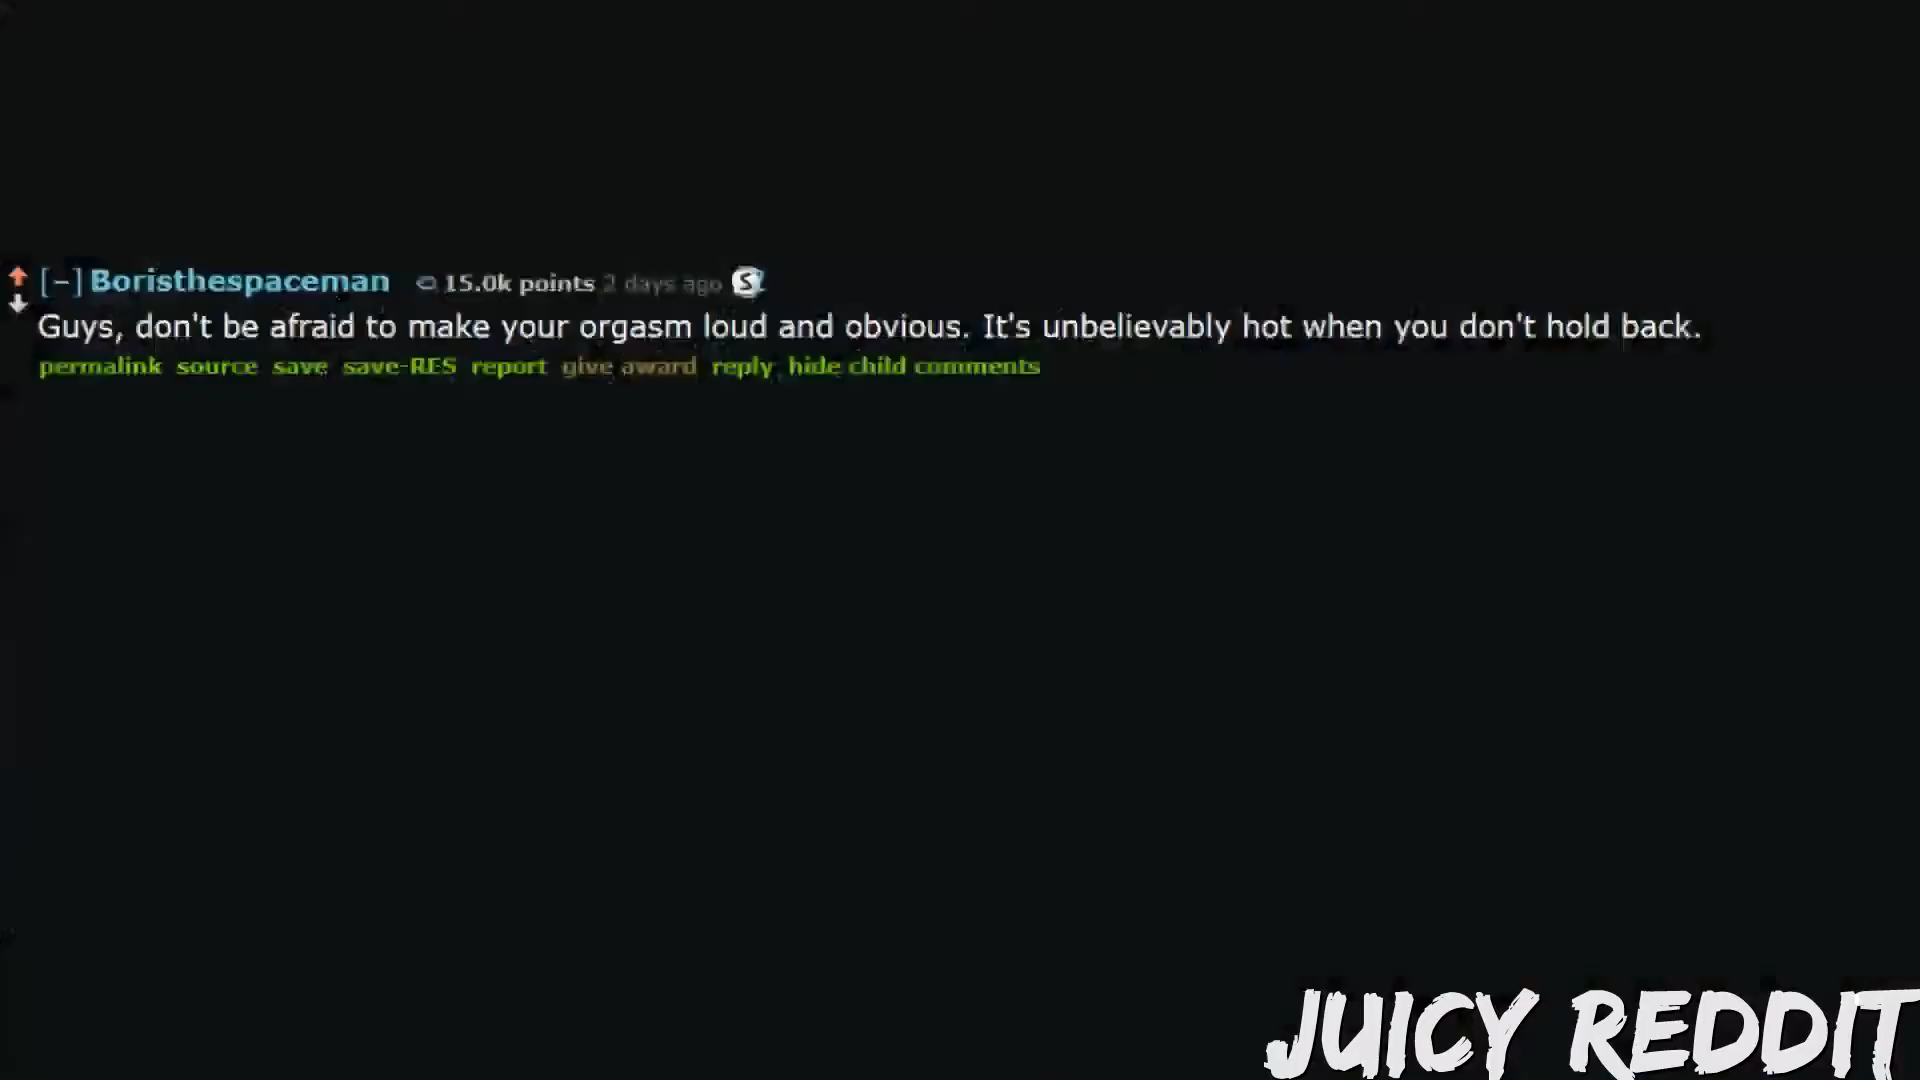 [–] Boristhespaceman 15.0k points 2 days ago S
Guys, don't be afraid to make your orgasm loud and obvious. It's unbelievably hot when you don't hold back.
permalink source save save-RES report give award reply hide child comments
JUICY REDDIT